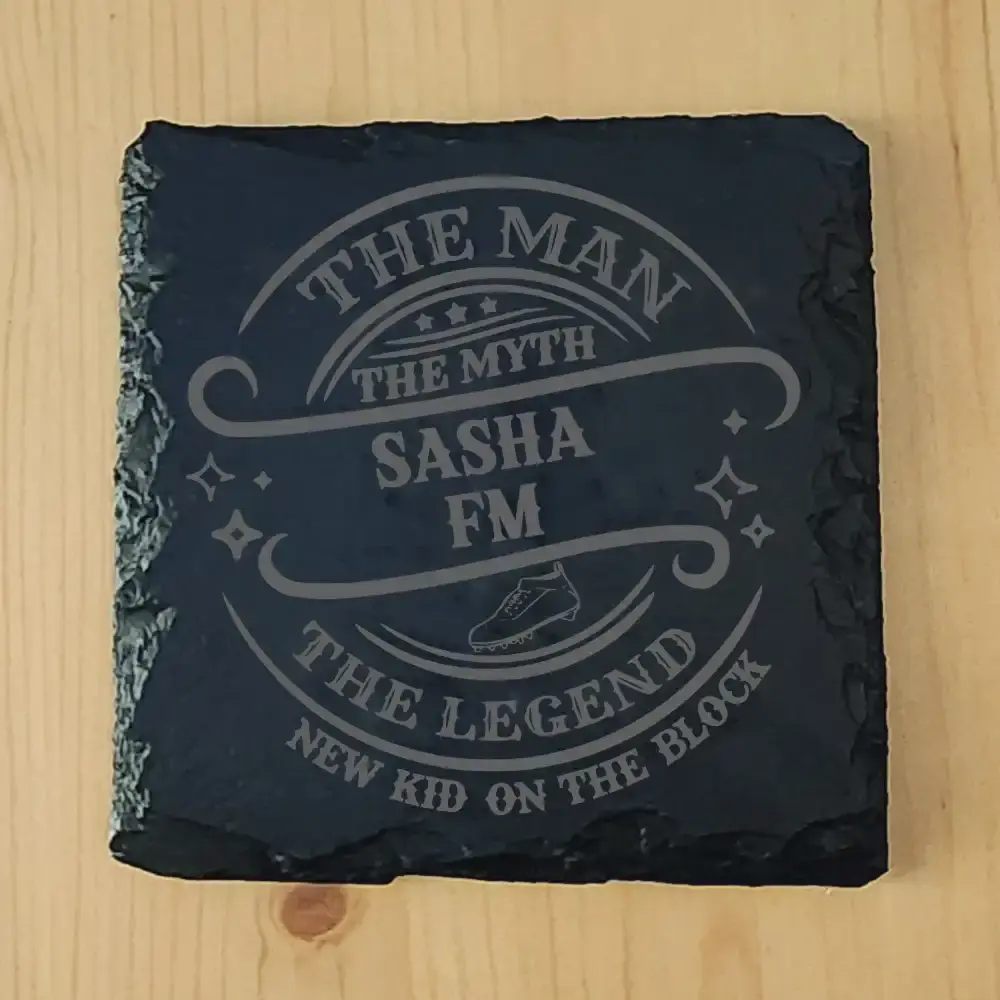 THE MAN
THE MYTH
SASHA
FM
THE LEGEND
NEW KID ON THE BLOCK